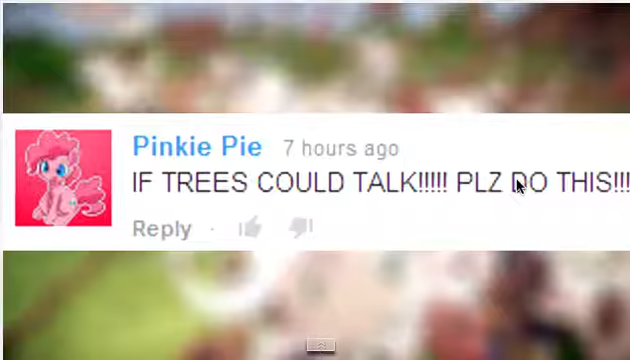 Pinkie Pie 7 hours ago
IF TREES COULD TALK!!!!! PLZ DO THIS!!!
Reply